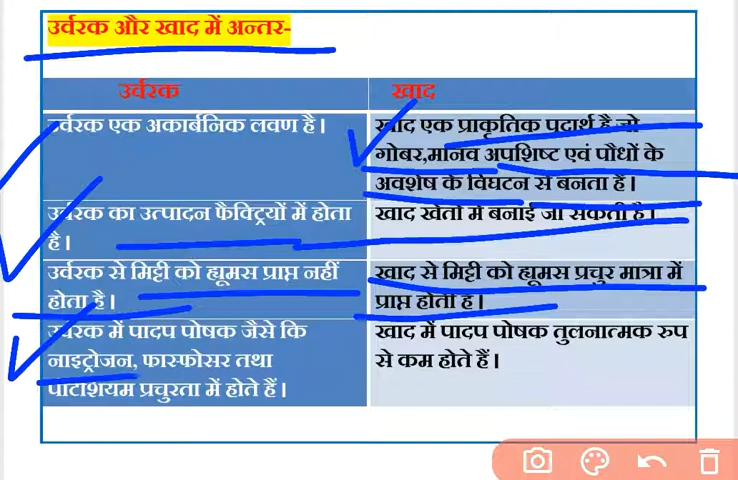 उर्वरक और खाद में अन्तर-
उर्वरक
खाद
उर्वरक एक अकार्बनिक लवण है।
खाद एक प्राकृतिक पदार्थ है जो
गोबर,मानव अपशिष्ट एवं पौधों के
अवशेष के विघटन से बनता है।
उर्वरक का उत्पादन फैक्ट्रियों में होता
है।
खाद खेतों में बनाई जा सकती है।
उर्वरक से मिट्टी को ह्यूमस प्राप्त नहीं
होता है।
खाद से मिट्टी को ह्यूमस प्रचुर मात्रा में
प्राप्त होती है।
उर्वरक में पादप पोषक जैसे कि
नाइट्रोजन, फास्फोसर तथा
पोटाशियम प्रचुरता में होते हैं।
खाद में पादप पोषक तुलनात्मक रुप
से कम होते हैं।